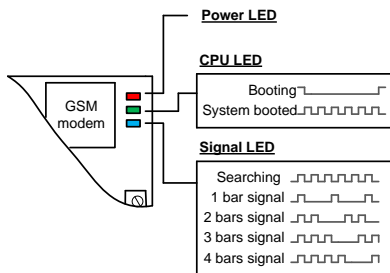 Power LED
CPU LED
Booting
System booted
GSM
modem
Signal LED
Searching
1 bar signal
2 bars signal
3 bars signal
4 bars signal